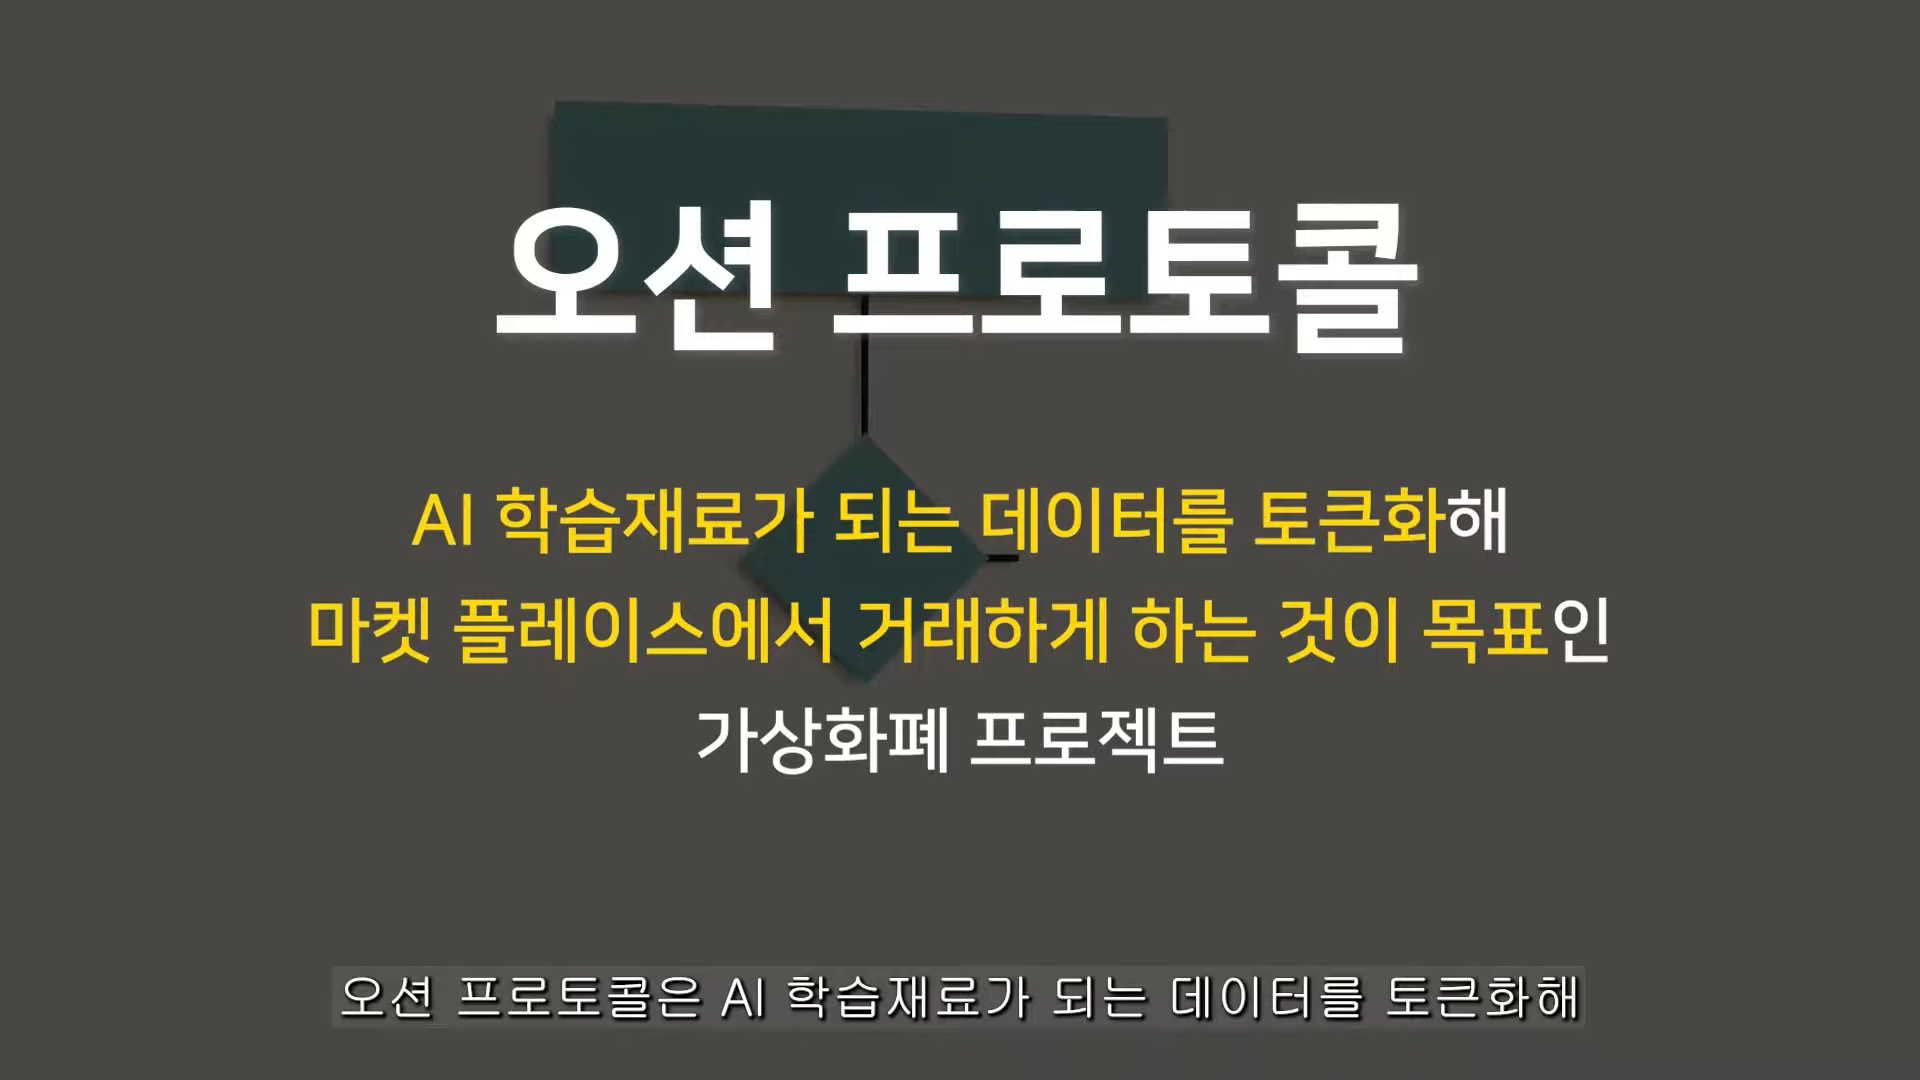 오션 프로토콜
AI 학습재료가 되는 데이터를 토큰화해
마켓 플레이스에서 거래하게 하는 것이 목표인
가상화폐 프로젝트
오션 프로토콜은 AI 학습재료가 되는 데이터를 토큰화해